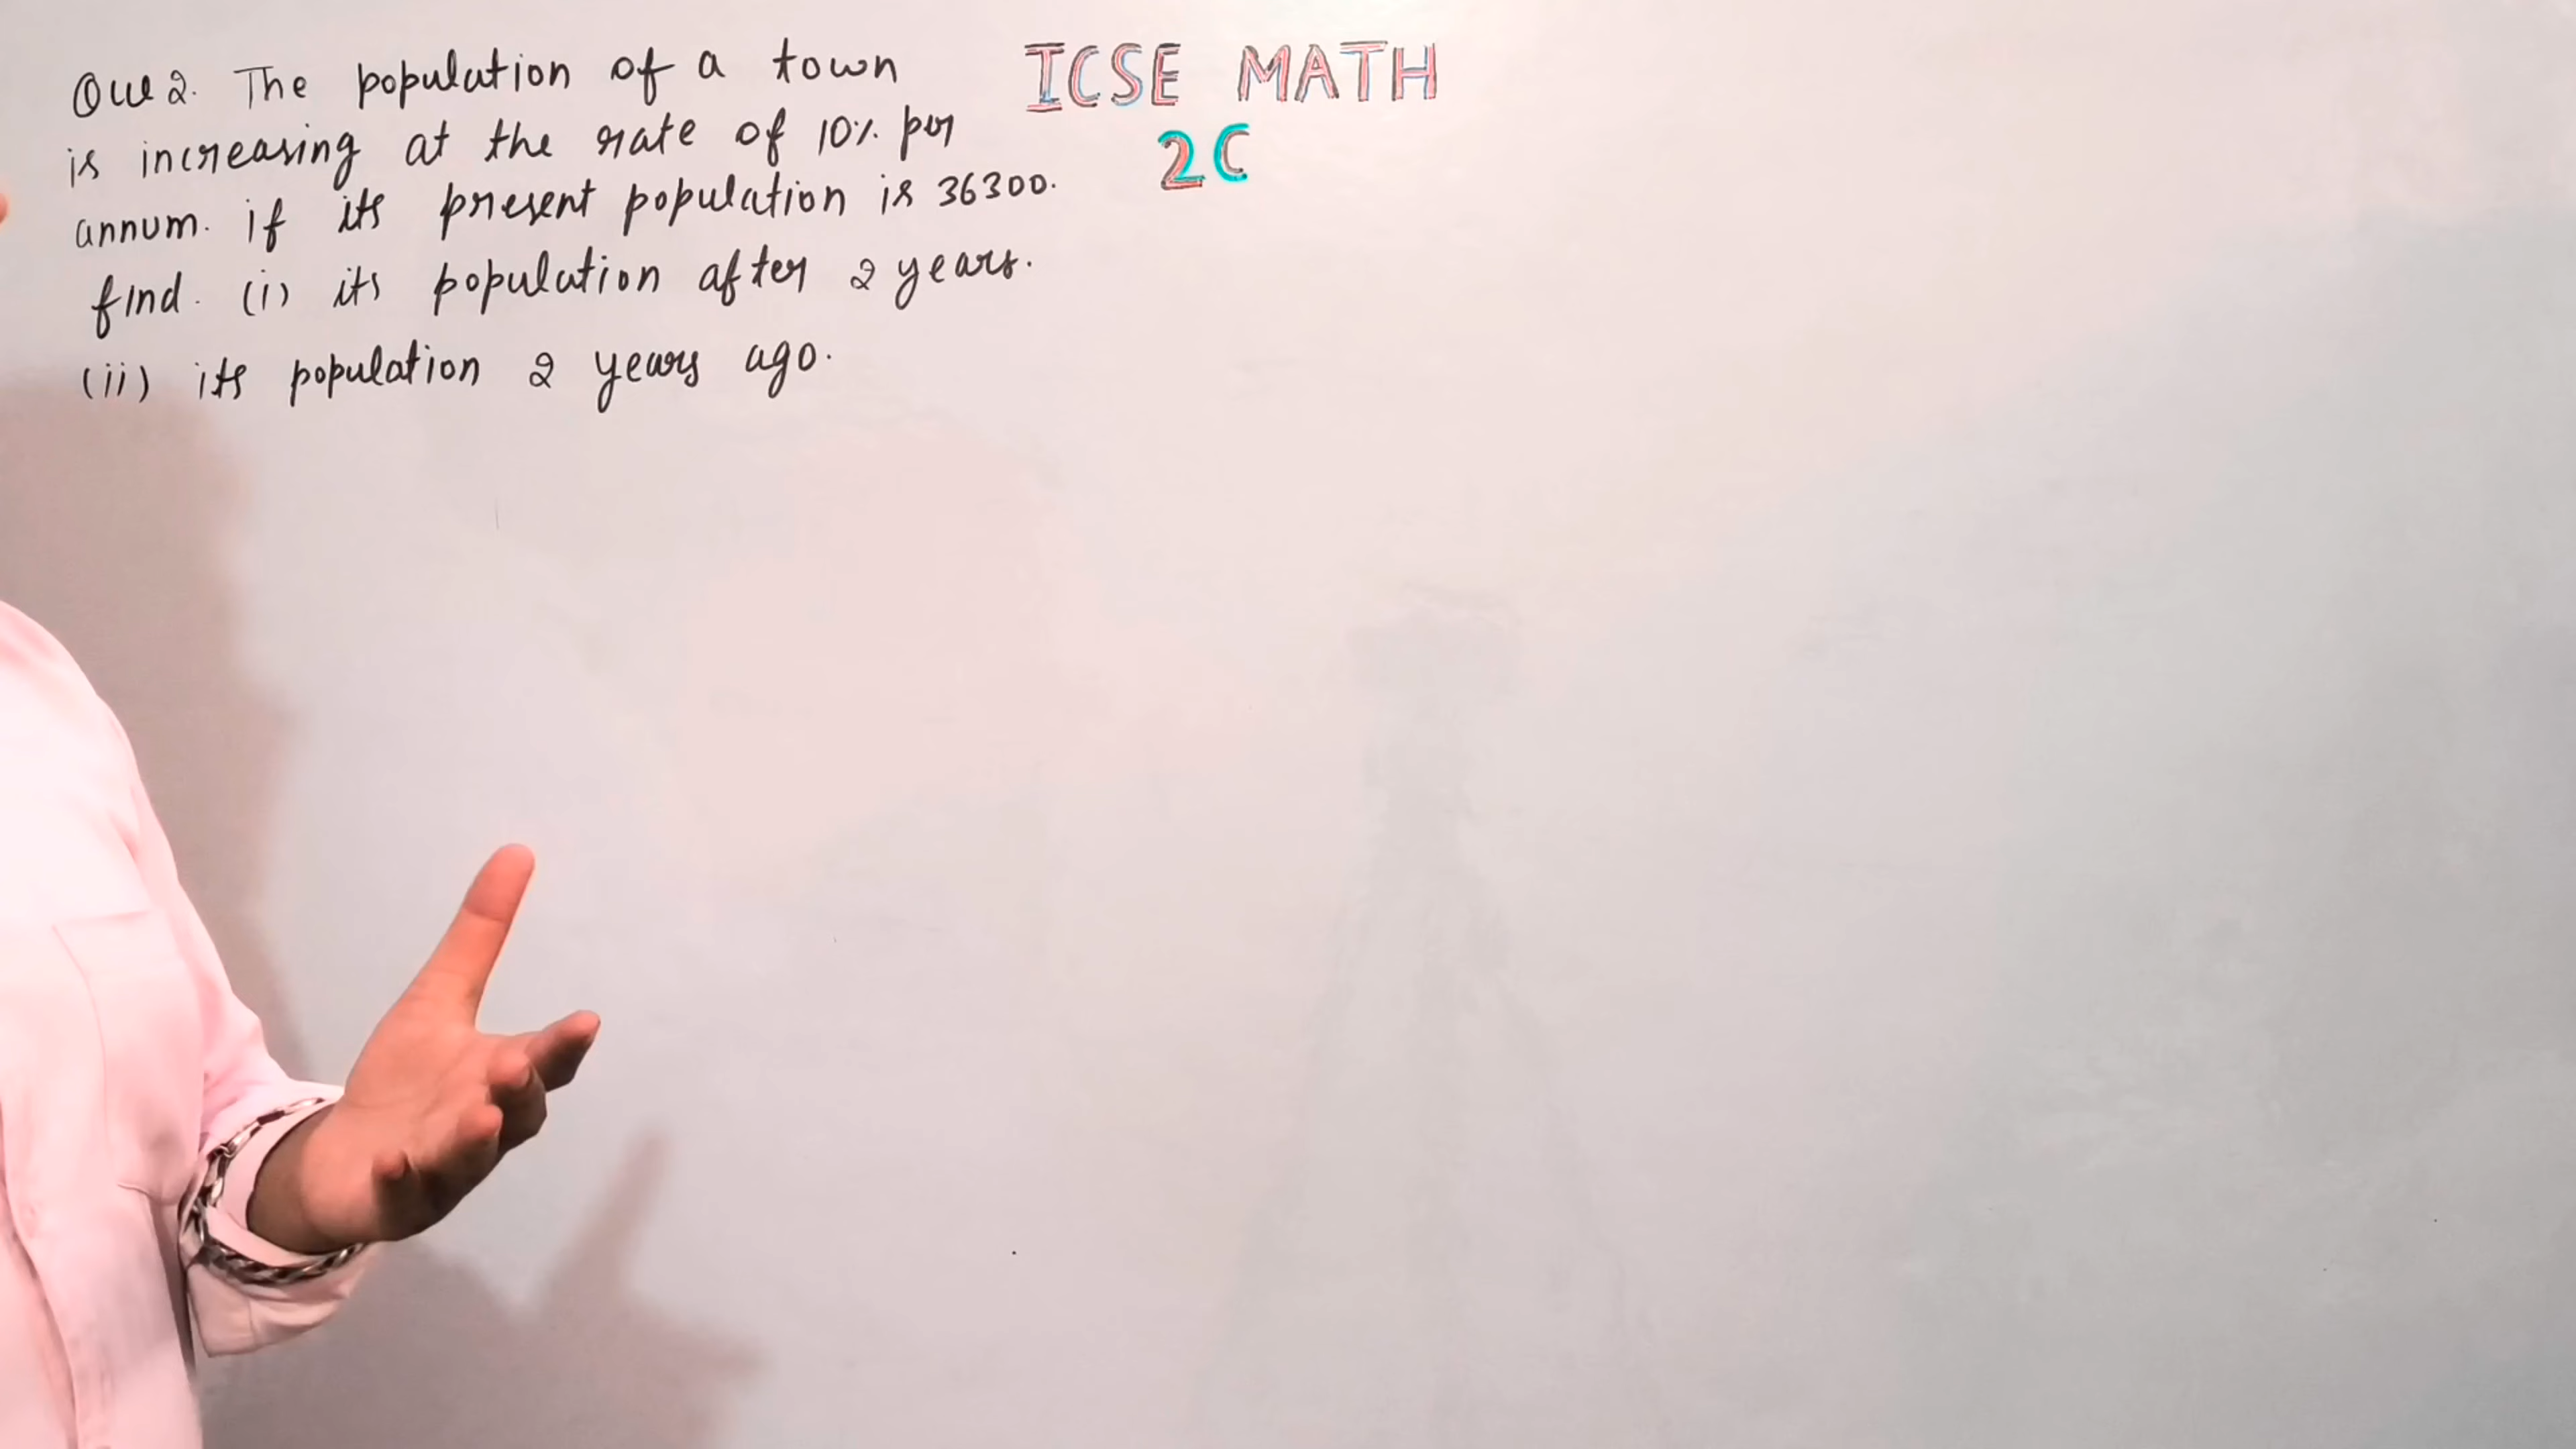 Que 2. The population of a town
is increasing at the rate of 10% per
annum. if its present population is 36300.
find. (i) its population after 2 years.
(ii) its population 2 years ago.
ICSE MATH
2C